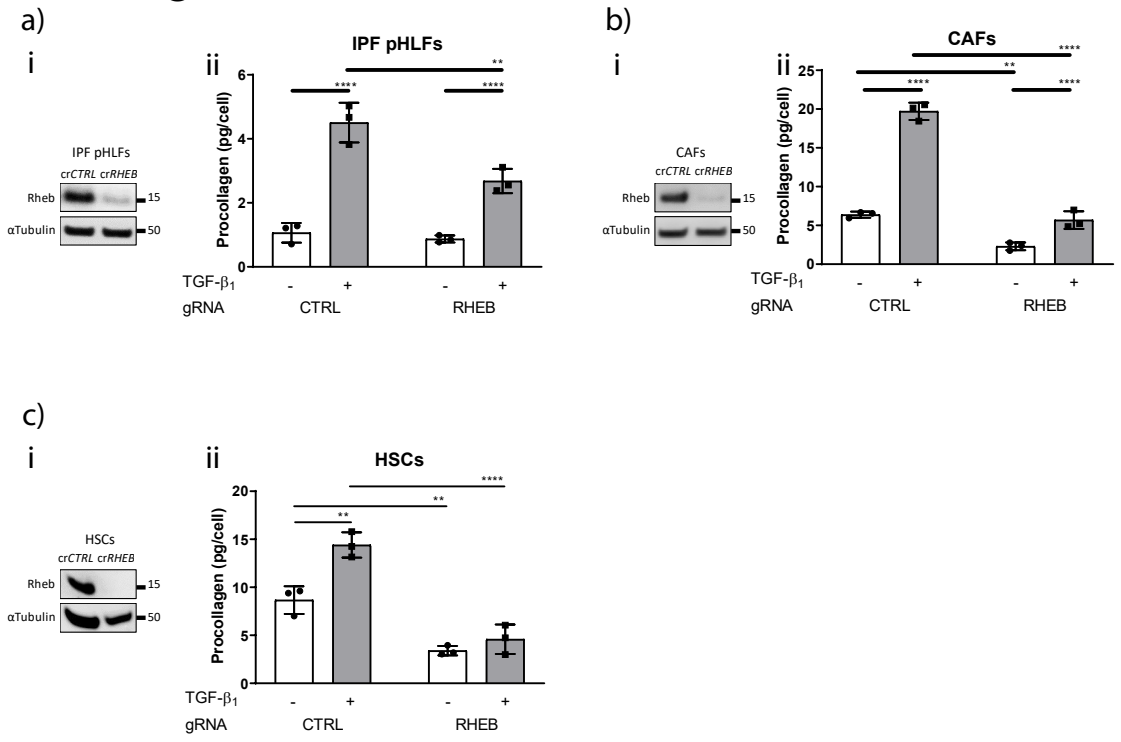 a)
i
ii
IPF pHLFs
IPF pHLFs
crCTRL crRHEB
Rheb
15
αTubulin
50
Procollagen (pg/cell)
6
4
2
0
**
****
****
TGF-β1 - + - +
gRNA CTRL RHEB
b)
i
ii
CAFs
CAFs
crCTRL crRHEB
Rheb
15
αTubulin
50
Procollagen (pg/cell)
25
20
15
10
5
0
****
**
****
****
TGF-β1 - + - +
gRNA CTRL RHEB
c)
i
ii
HSCs
HSCs
crCTRL crRHEB
Rheb
15
αTubulin
50
Procollagen (pg/cell)
20
15
10
5
0
****
**
**
TGF-β1 - + - +
gRNA CTRL RHEB